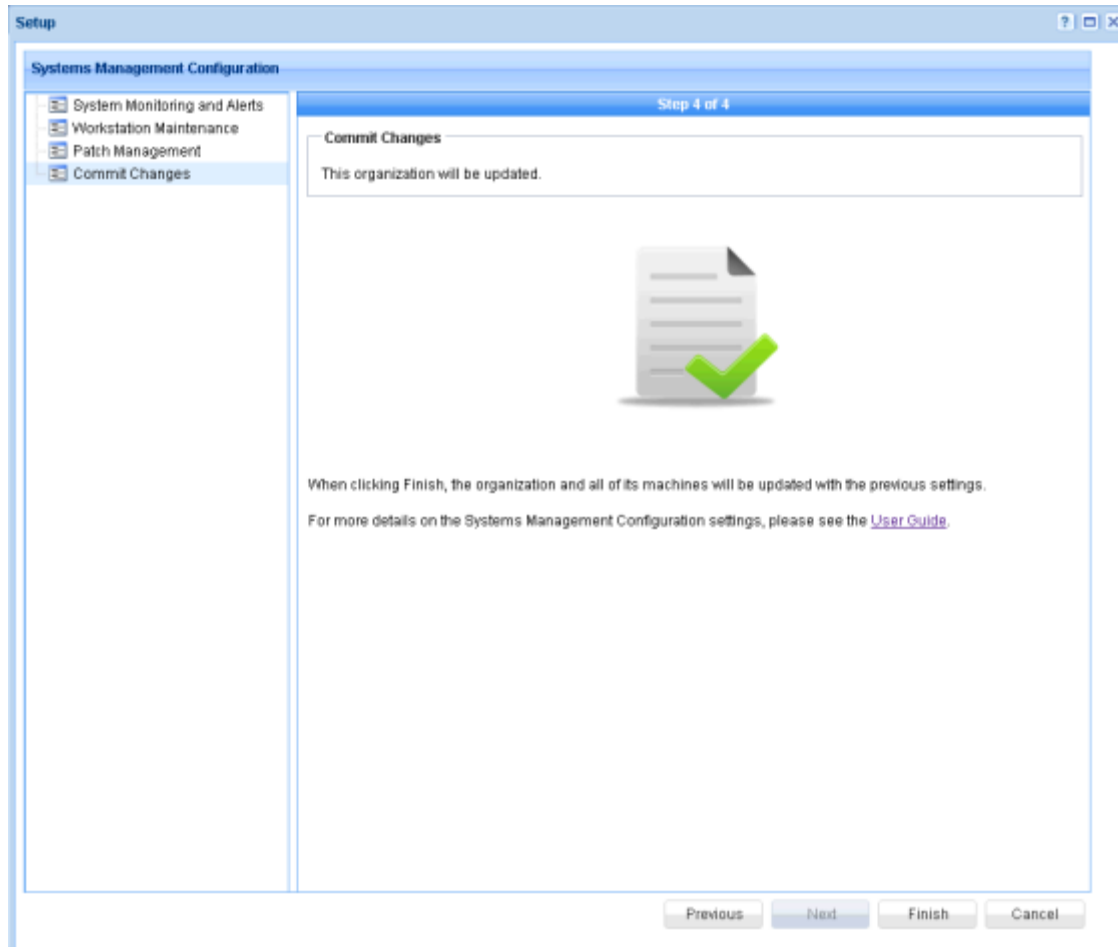 Setup
Systems Management Configuration
System Monitoring and Alerts
Workstation Maintenance
Patch Management
Commit Changes
Step 4 of 4
Commit Changes
This organization will be updated.
When clicking Finish, the organization and all of its machines will be updated with the previous settings.
For more details on the Systems Management Configuration settings, please see the User Guide.
Previous Next Finish Cancel